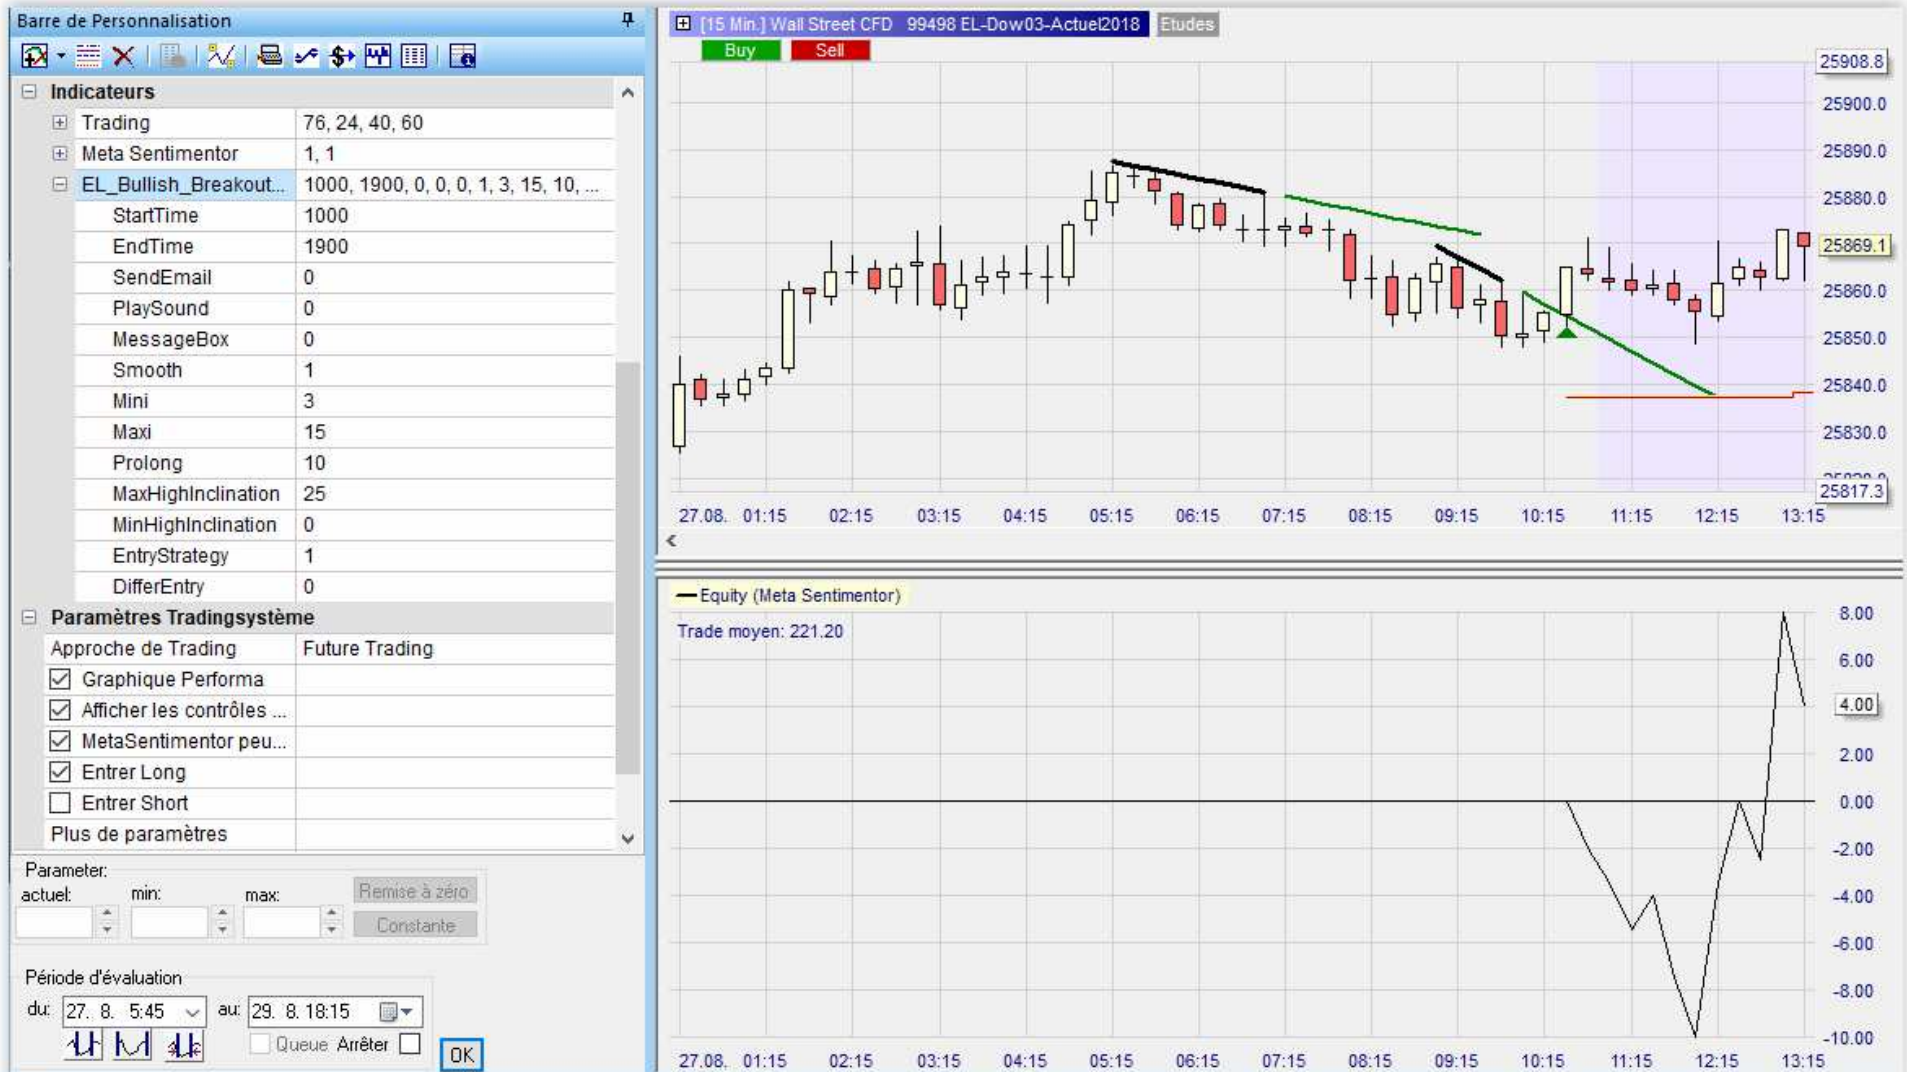 Barre de Personnalisation
Indicateurs
Trading 76, 24, 40, 60
Meta Sentimentor 1, 1
EL_Bullish_Breakout... 1000, 1900, 0, 0, 0, 1, 3, 15, 10, ...
StartTime 1000
EndTime 1900
SendEmail 0
PlaySound 0
MessageBox 0
Smooth 1
Mini 3
Maxi 15
Prolong 10
MaxHighInclination 25
MinHighInclination 0
EntryStrategy 1
DifferEntry 0
Paramètres Tradingsystème
Approche de Trading Future Trading
Graphique Performa
Afficher les contrôles ...
MetaSentimentor peu...
Entrer Long
Entrer Short
Plus de paramètres
Parameter:
actuel: min: max: Remise à zéro
Constante
Période d'évaluation
du: 27. 8. 5:45 au: 29. 8. 18:15
Queue Arrêter
OK
[15 Min.] Wall Street CFD 99498 EL-Dow03-Actuel2018 Etudes
Buy Sell
25908.8
25900.0
25890.0
25880.0
25869.1
25860.0
25850.0
25840.0
25830.0
25817.3
27.08. 01:15 02:15 03:15 04:15 05:15 06:15 07:15 08:15 09:15 10:15 11:15 12:15 13:15
Equity (Meta Sentimentor)
Trade moyen: 221.20
8.00
6.00
4.00
2.00
0.00
-2.00
-4.00
-6.00
-8.00
-10.00
27.08. 01:15 02:15 03:15 04:15 05:15 06:15 07:15 08:15 09:15 10:15 11:15 12:15 13:15